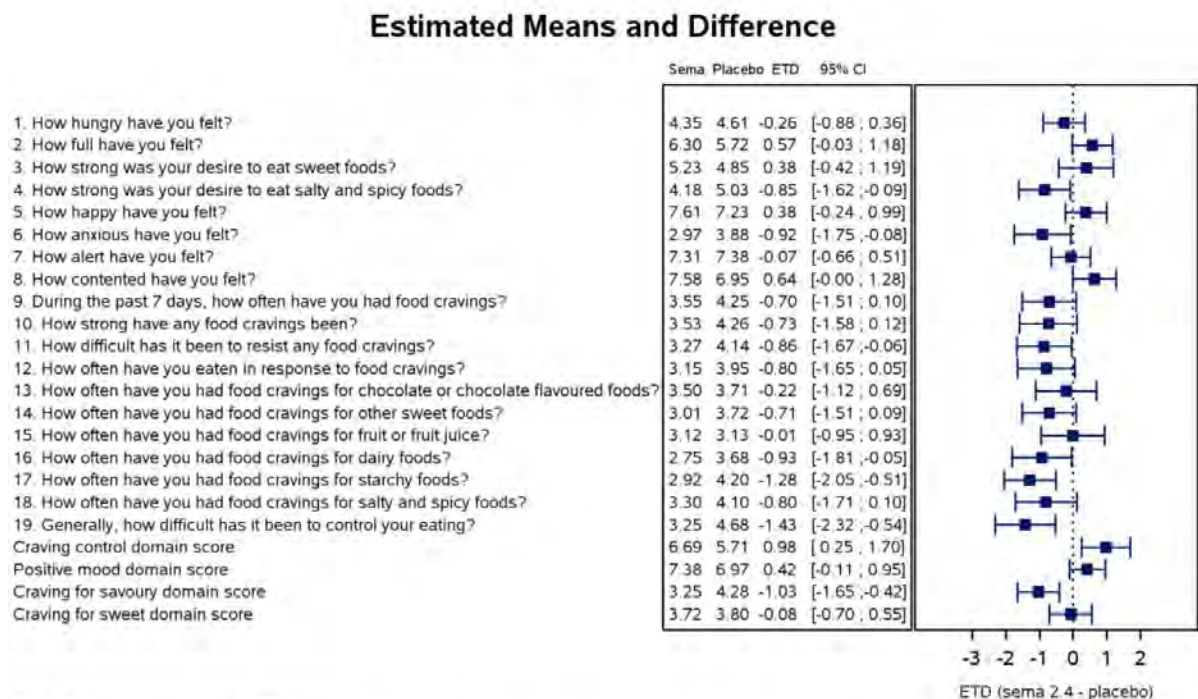 Estimated Means and Difference
Sema Placebo ETD 95% CI
1. How hungry have you felt? 4.35 4.61 -0.26 [-0.88 ; 0.36]
2. How full have you felt? 6.30 5.72 0.57 [-0.03 ; 1.18]
3. How strong was your desire to eat sweet foods? 5.23 4.85 0.38 [-0.42 ; 1.19]
4. How strong was your desire to eat salty and spicy foods? 4.18 5.03 -0.85 [-1.62 ;-0.09]
5. How happy have you felt? 7.61 7.23 0.38 [-0.24 ; 0.99]
6. How anxious have you felt? 2.97 3.88 -0.92 [-1.75 ;-0.08]
7. How alert have you felt? 7.31 7.38 -0.07 [-0.66 ; 0.51]
8. How contented have you felt? 7.58 6.95 0.64 [-0.00 ; 1.28]
9. During the past 7 days, how often have you had food cravings? 3.55 4.25 -0.70 [-1.51 ; 0.10]
10. How strong have any food cravings been? 3.53 4.26 -0.73 [-1.58 ; 0.12]
11. How difficult has it been to resist any food cravings? 3.27 4.14 -0.86 [-1.67 ;-0.06]
12. How often have you eaten in response to food cravings? 3.15 3.95 -0.80 [-1.65 ; 0.05]
13. How often have you had food cravings for chocolate or chocolate flavoured foods? 3.50 3.71 -0.22 [-1.12 ; 0.69]
14. How often have you had food cravings for other sweet foods? 3.01 3.72 -0.71 [-1.51 ; 0.09]
15. How often have you had food cravings for fruit or fruit juice? 3.12 3.13 -0.01 [-0.95 ; 0.93]
16. How often have you had food cravings for dairy foods? 2.75 3.68 -0.93 [-1.81 ;-0.05]
17. How often have you had food cravings for starchy foods? 2.92 4.20 -1.28 [-2.05 ;-0.51]
18. How often have you had food cravings for salty and spicy foods? 3.30 4.10 -0.80 [-1.71 ; 0.10]
19. Generally, how difficult has it been to control your eating? 3.25 4.68 -1.43 [-2.32 ;-0.54]
Craving control domain score 6.69 5.71 0.98 [ 0.25 ; 1.70]
Positive mood domain score 7.38 6.97 0.42 [-0.11 ; 0.95]
Craving for savoury domain score 3.25 4.28 -1.03 [-1.65 ;-0.42]
Craving for sweet domain score 3.72 3.80 -0.08 [-0.70 ; 0.55]
-3 -2 -1 0 1 2
ETD (sema 2.4 - placebo)